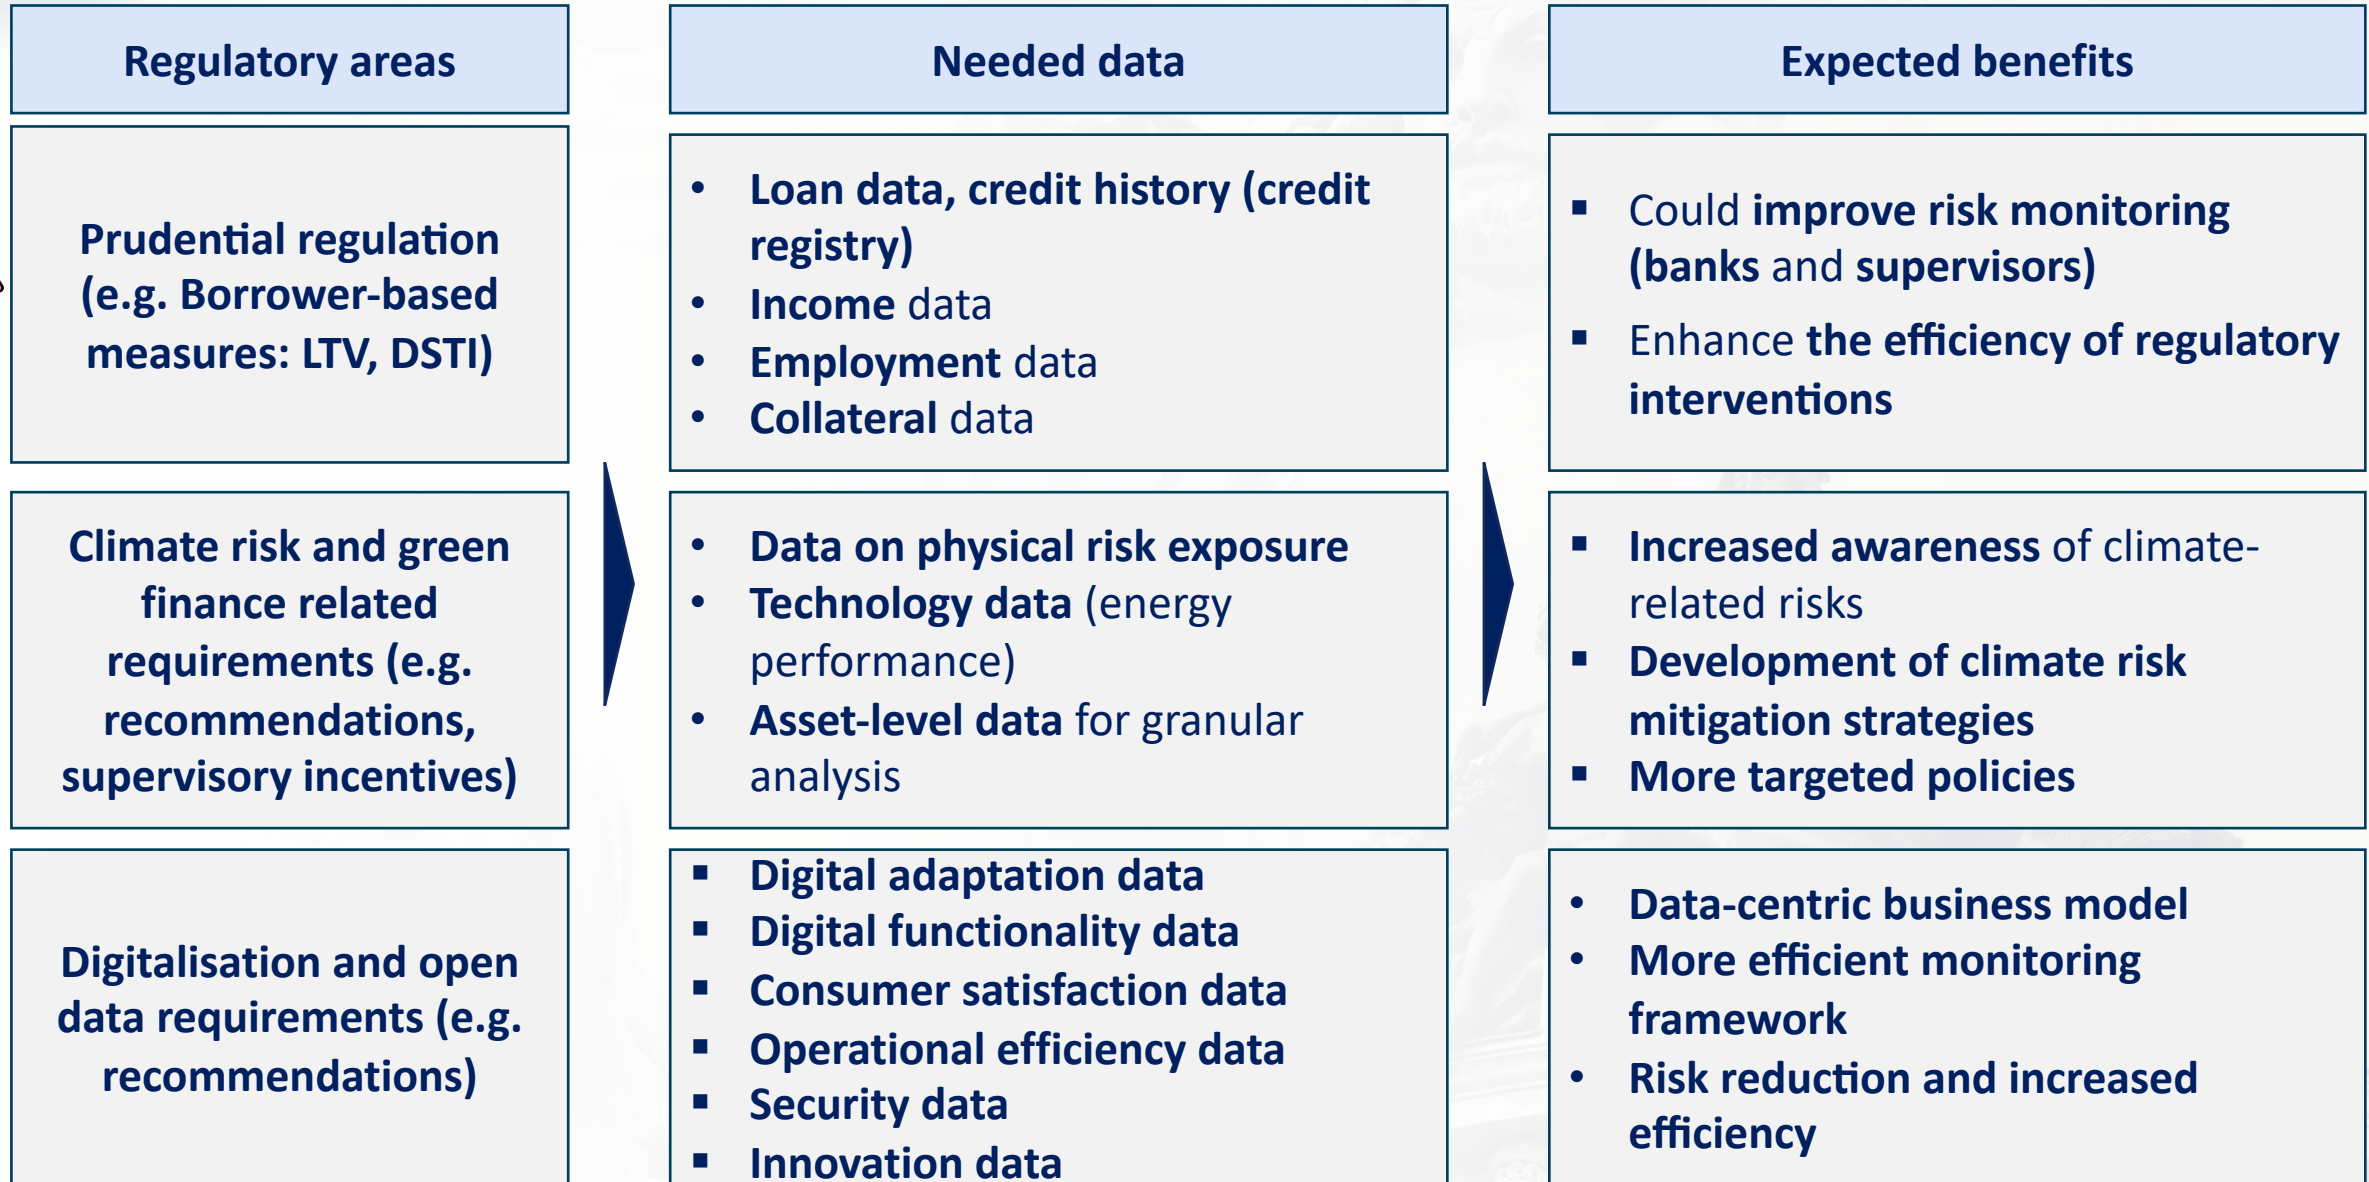 Regulatory areas
Needed data
Expected benefits
Prudential regulation
(e.g. Borrower-based
measures: LTV, DSTI)
• Loan data, credit history (credit
registry)
• Income data
• Employment data
• Collateral data
▪ Could improve risk monitoring
(banks and supervisors)
▪ Enhance the efficiency of regulatory
interventions
Climate risk and green
finance related
requirements (e.g.
recommendations,
supervisory incentives)
• Data on physical risk exposure
• Technology data (energy
performance)
• Asset-level data for granular
analysis
▪ Increased awareness of climate-
related risks
▪ Development of climate risk
mitigation strategies
▪ More targeted policies
Digitalisation and open
data requirements (e.g.
recommendations)
▪ Digital adaptation data
▪ Digital functionality data
▪ Consumer satisfaction data
▪ Operational efficiency data
▪ Security data
▪ Innovation data
• Data-centric business model
• More efficient monitoring
framework
• Risk reduction and increased
efficiency